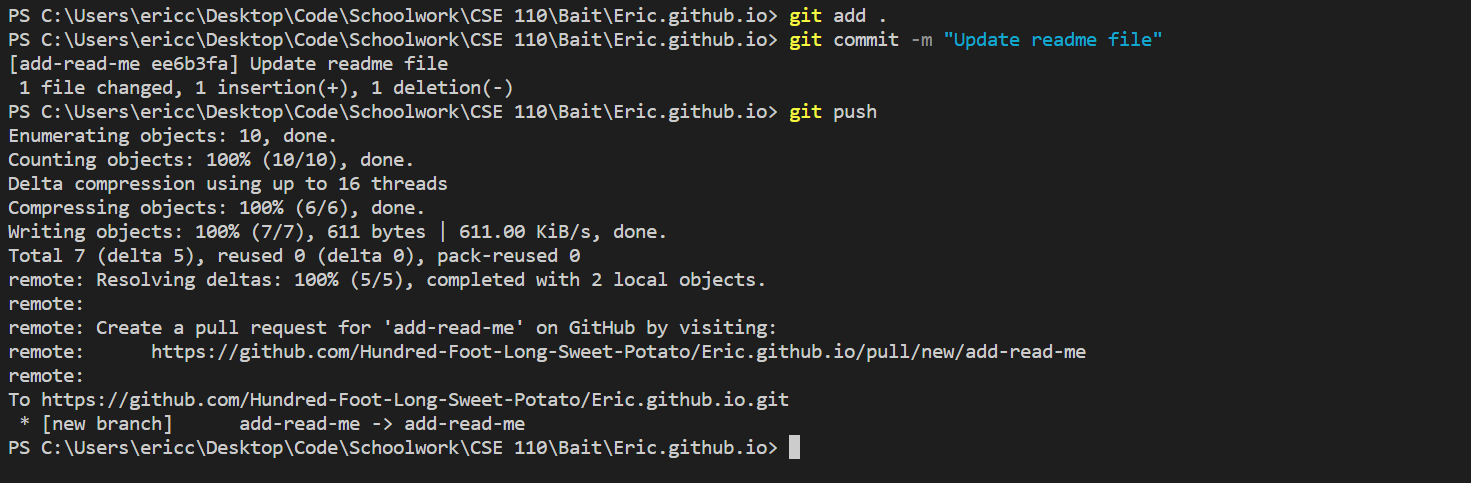 PS C:\Users\ericc\Desktop\Code\Schoolwork\CSE 110\Bait\Eric.github.io> git add .
PS C:\Users\ericc\Desktop\Code\Schoolwork\CSE 110\Bait\Eric.github.io> git commit -m "Update readme file"
[add-read-me ee6b3fa] Update readme file
 1 file changed, 1 insertion(+), 1 deletion(-)
PS C:\Users\ericc\Desktop\Code\Schoolwork\CSE 110\Bait\Eric.github.io> git push
Enumerating objects: 10, done.
Counting objects: 100% (10/10), done.
Delta compression using up to 16 threads
Compressing objects: 100% (6/6), done.
Writing objects: 100% (7/7), 611 bytes | 611.00 KiB/s, done.
Total 7 (delta 5), reused 0 (delta 0), pack-reused 0
remote: Resolving deltas: 100% (5/5), completed with 2 local objects.
remote:
remote: Create a pull request for 'add-read-me' on GitHub by visiting:
remote:      https://github.com/Hundred-Foot-Long-Sweet-Potato/Eric.github.io/pull/new/add-read-me
remote:
To https://github.com/Hundred-Foot-Long-Sweet-Potato/Eric.github.io.git
 * [new branch]      add-read-me -> add-read-me
PS C:\Users\ericc\Desktop\Code\Schoolwork\CSE 110\Bait\Eric.github.io>